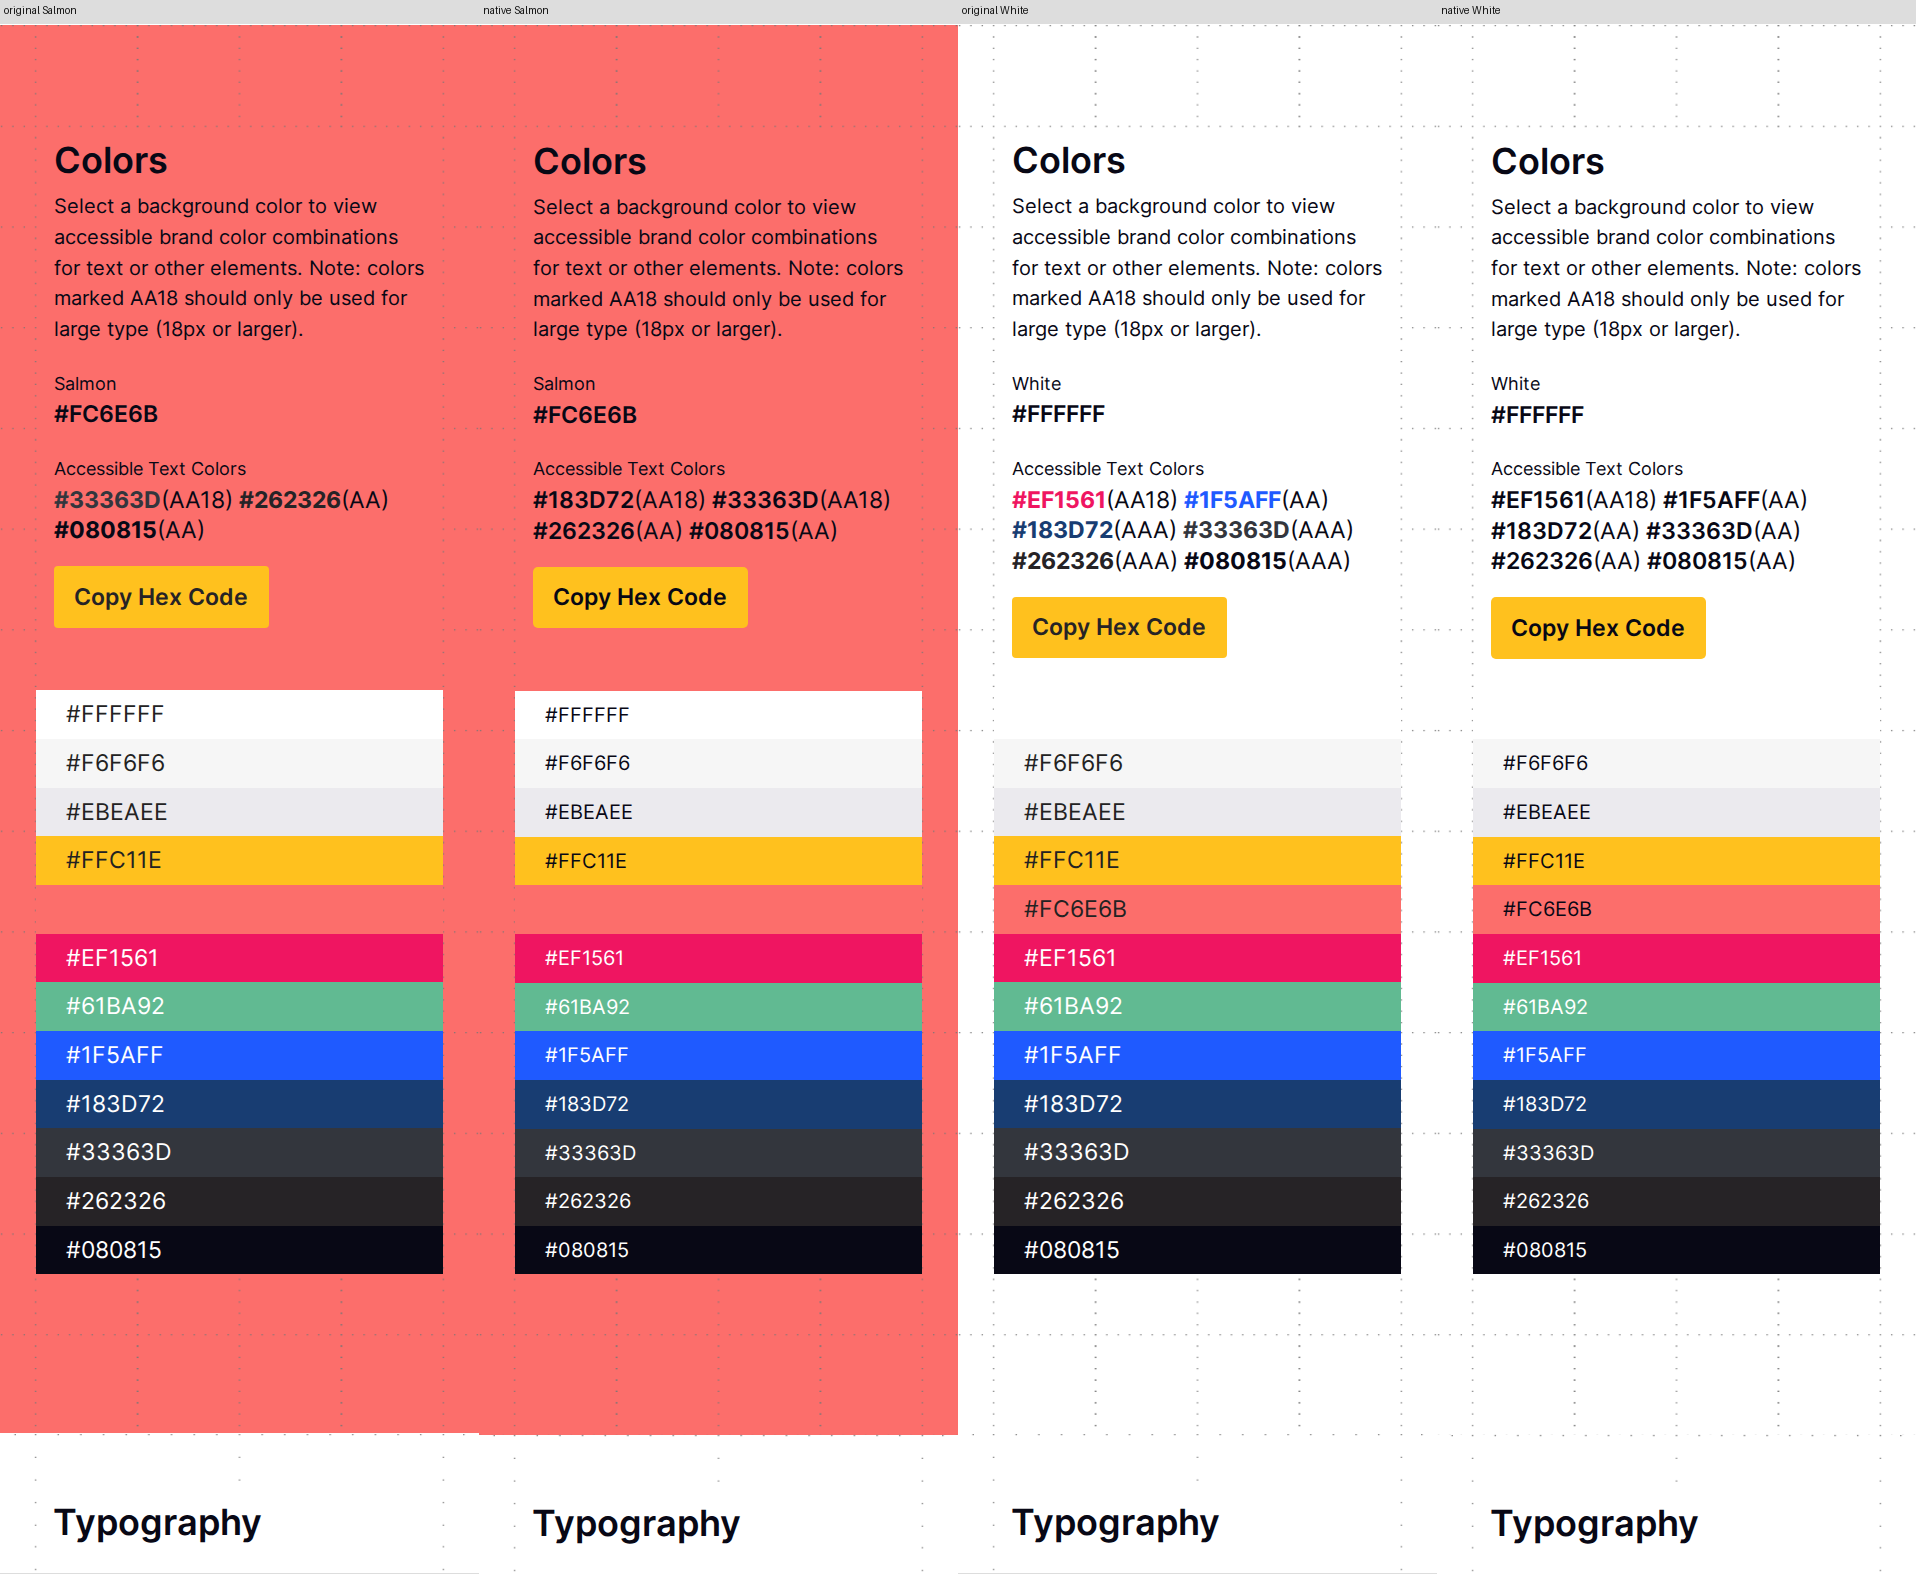 original Salmon
Colors
Select a background color to view
accessible brand color combinations
for text or other elements. Note: colors
marked AA18 should only be used for
large type (18px or larger).
Salmon
#FC6E6B
Accessible Text Colors
#33363D(AA18) #262326(AA)
#080815(AA)
Copy Hex Code
#FFFFFF
#F6F6F6
#EBEAEE
#FFC11E
#EF1561
#61BA92
#1F5AFF
#183D72
#33363D
#262326
#080815
Typography
native Salmon
Colors
Select a background color to view
accessible brand color combinations
for text or other elements. Note: colors
marked AA18 should only be used for
large type (18px or larger).
Salmon
#FC6E6B
Accessible Text Colors
#183D72(AA18) #33363D(AA18)
#262326(AA) #080815(AA)
Copy Hex Code
#FFFFFF
#F6F6F6
#EBEAEE
#FFC11E
#EF1561
#61BA92
#1F5AFF
#183D72
#33363D
#262326
#080815
Typography
original White
Colors
Select a background color to view
accessible brand color combinations
for text or other elements. Note: colors
marked AA18 should only be used for
large type (18px or larger).
White
#FFFFFF
Accessible Text Colors
#EF1561(AA18) #1F5AFF(AA)
#183D72(AAA) #33363D(AAA)
#262326(AAA) #080815(AAA)
Copy Hex Code
#F6F6F6
#EBEAEE
#FFC11E
#FC6E6B
#EF1561
#61BA92
#1F5AFF
#183D72
#33363D
#262326
#080815
Typography
native White
Colors
Select a background color to view
accessible brand color combinations
for text or other elements. Note: colors
marked AA18 should only be used for
large type (18px or larger).
White
#FFFFFF
Accessible Text Colors
#EF1561(AA18) #1F5AFF(AA)
#183D72(AA) #33363D(AA)
#262326(AA) #080815(AA)
Copy Hex Code
#F6F6F6
#EBEAEE
#FFC11E
#FC6E6B
#EF1561
#61BA92
#1F5AFF
#183D72
#33363D
#262326
#080815
Typography